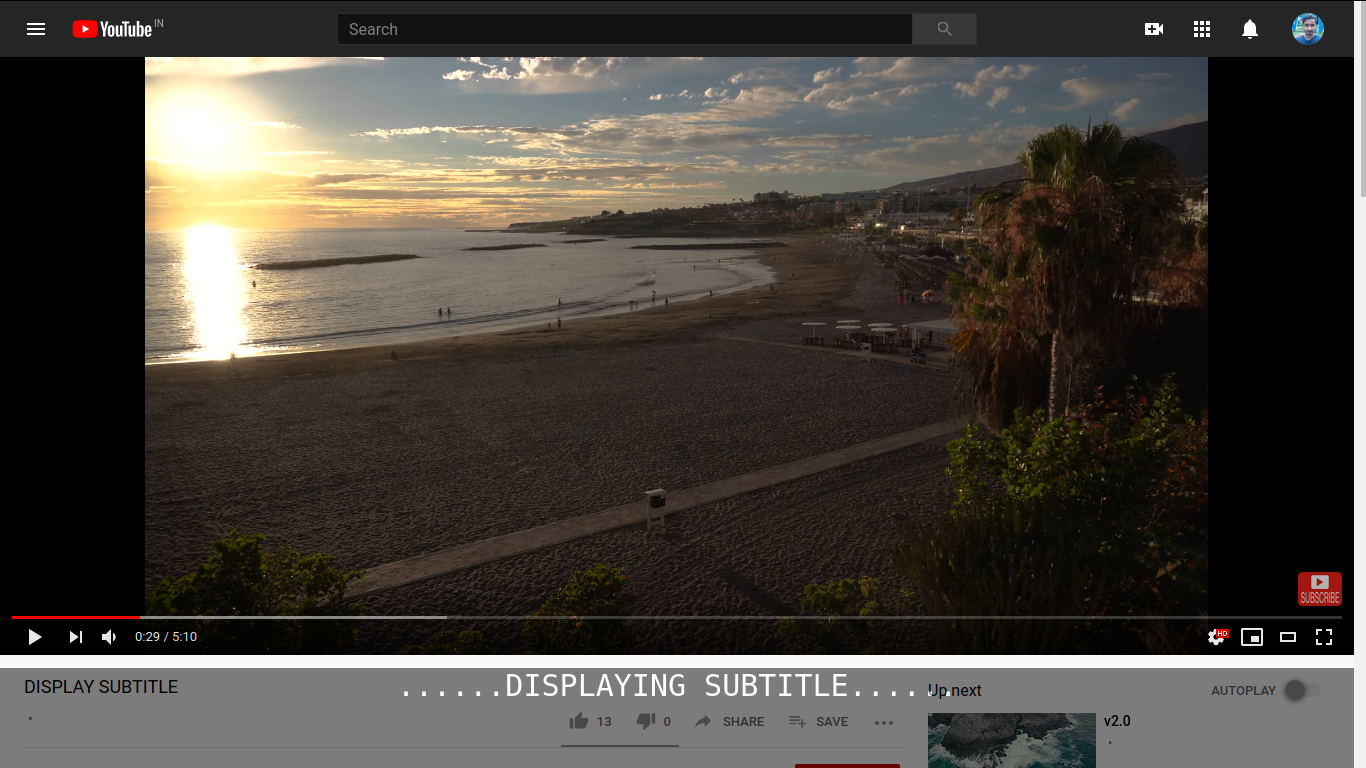 YouTube IN
Search
SUBSCRIBE
0:29 / 5:10
HD
DISPLAY SUBTITLE
......DISPLAYING SUBTITLE......
Up next
AUTOPLAY
13
0
SHARE
SAVE
v2.0